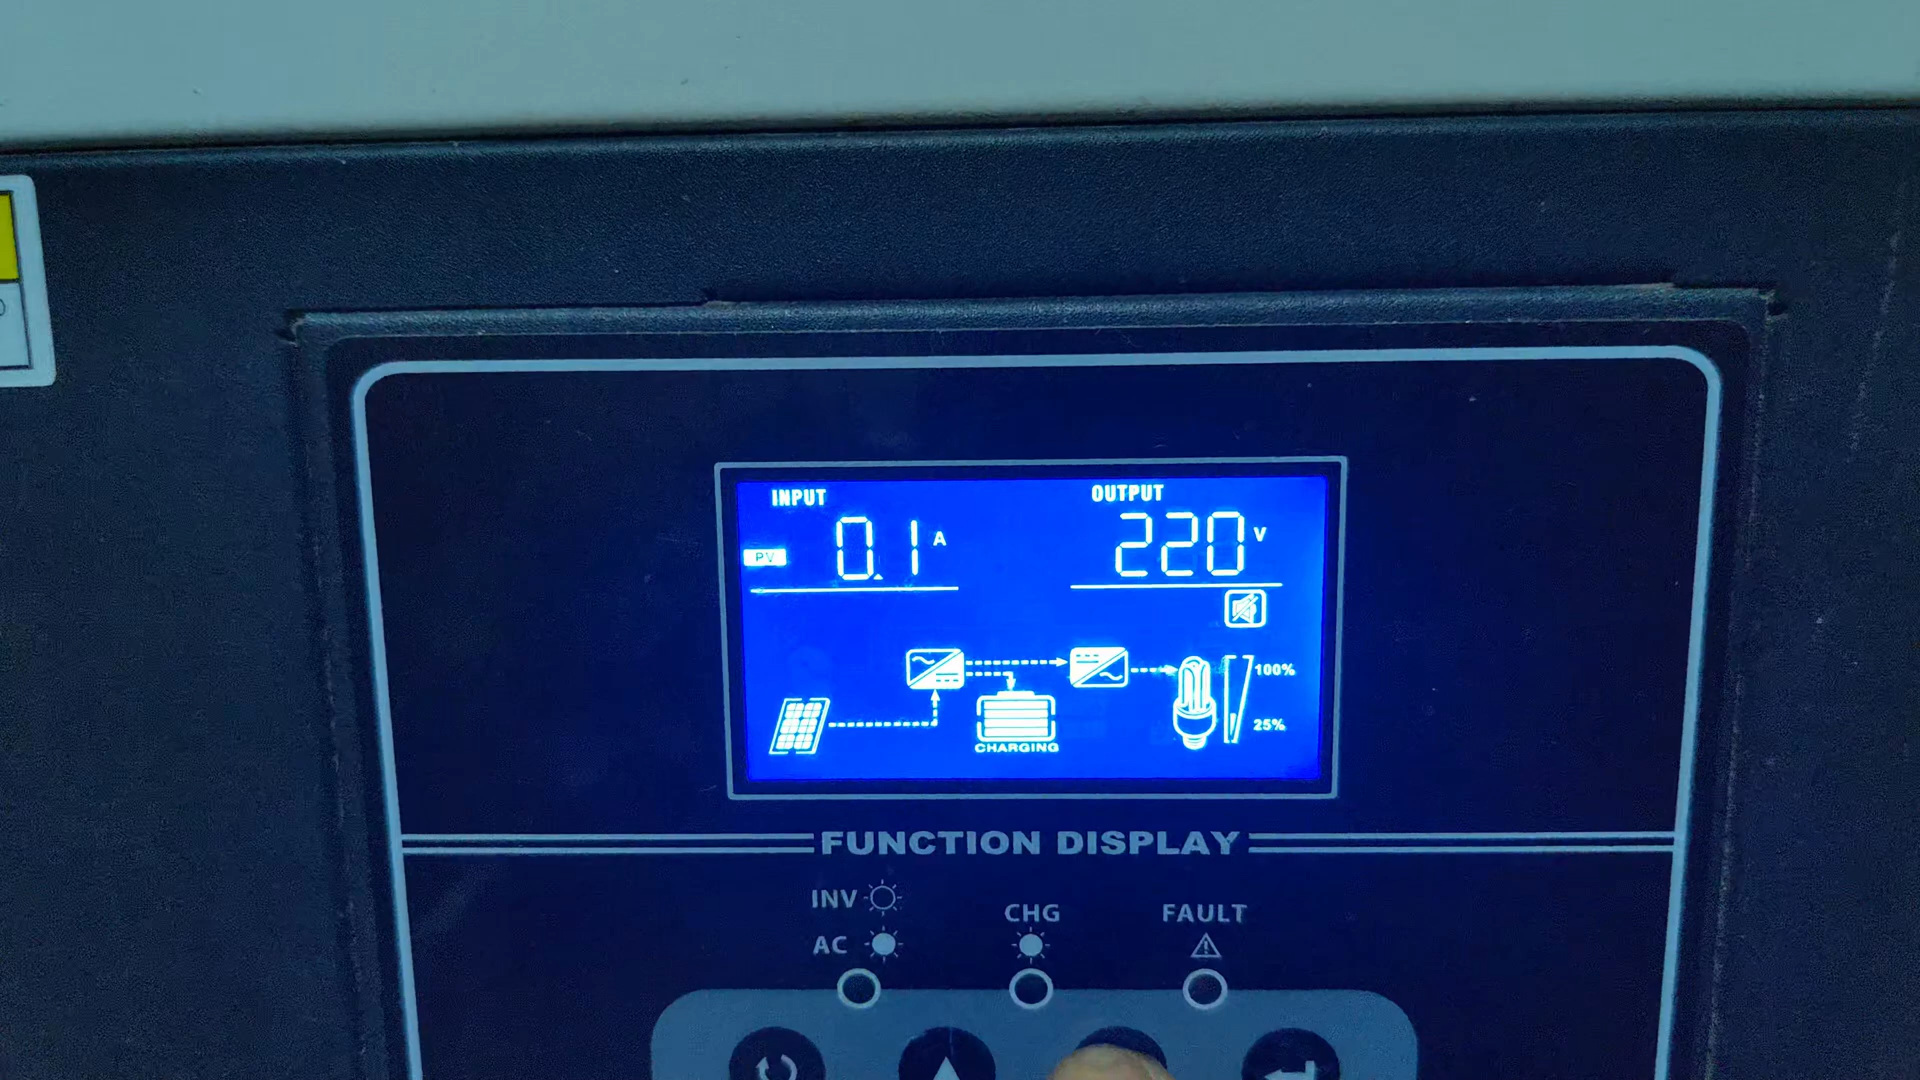 INPUT OUTPUT
PV 0.1 A 220 V
100%
25%
CHARGING
FUNCTION DISPLAY
INV
AC CHG FAULT